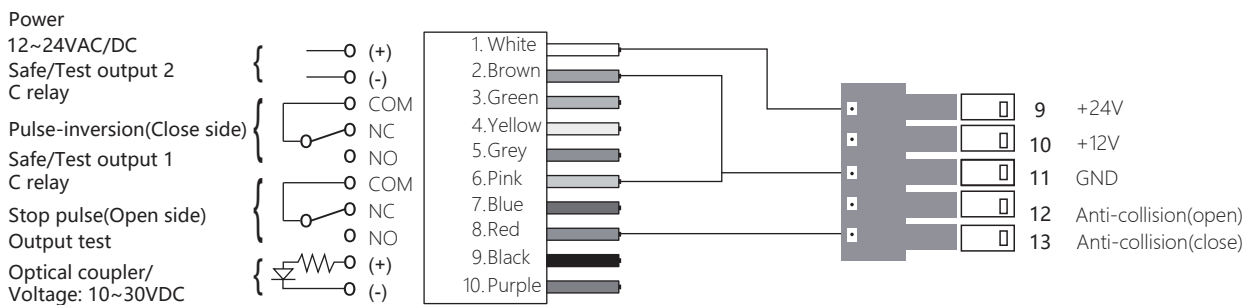 Power
12~24VAC/DC
Safe/Test output 2
C relay
Pulse-inversion(Close side)
Safe/Test output 1
C relay
Stop pulse(Open side)
Output test
Optical coupler/
Voltage: 10~30VDC
{ (+)
(-)
{ COM
NC
NO
{ COM
NC
NO
{ (+)
(-)
1. White
2.Brown
3.Green
4.Yellow
5.Grey
6.Pink
7.Blue
8.Red
9.Black
10.Purple
9 +24V
10 +12V
11 GND
12 Anti-collision(open)
13 Anti-collision(close)